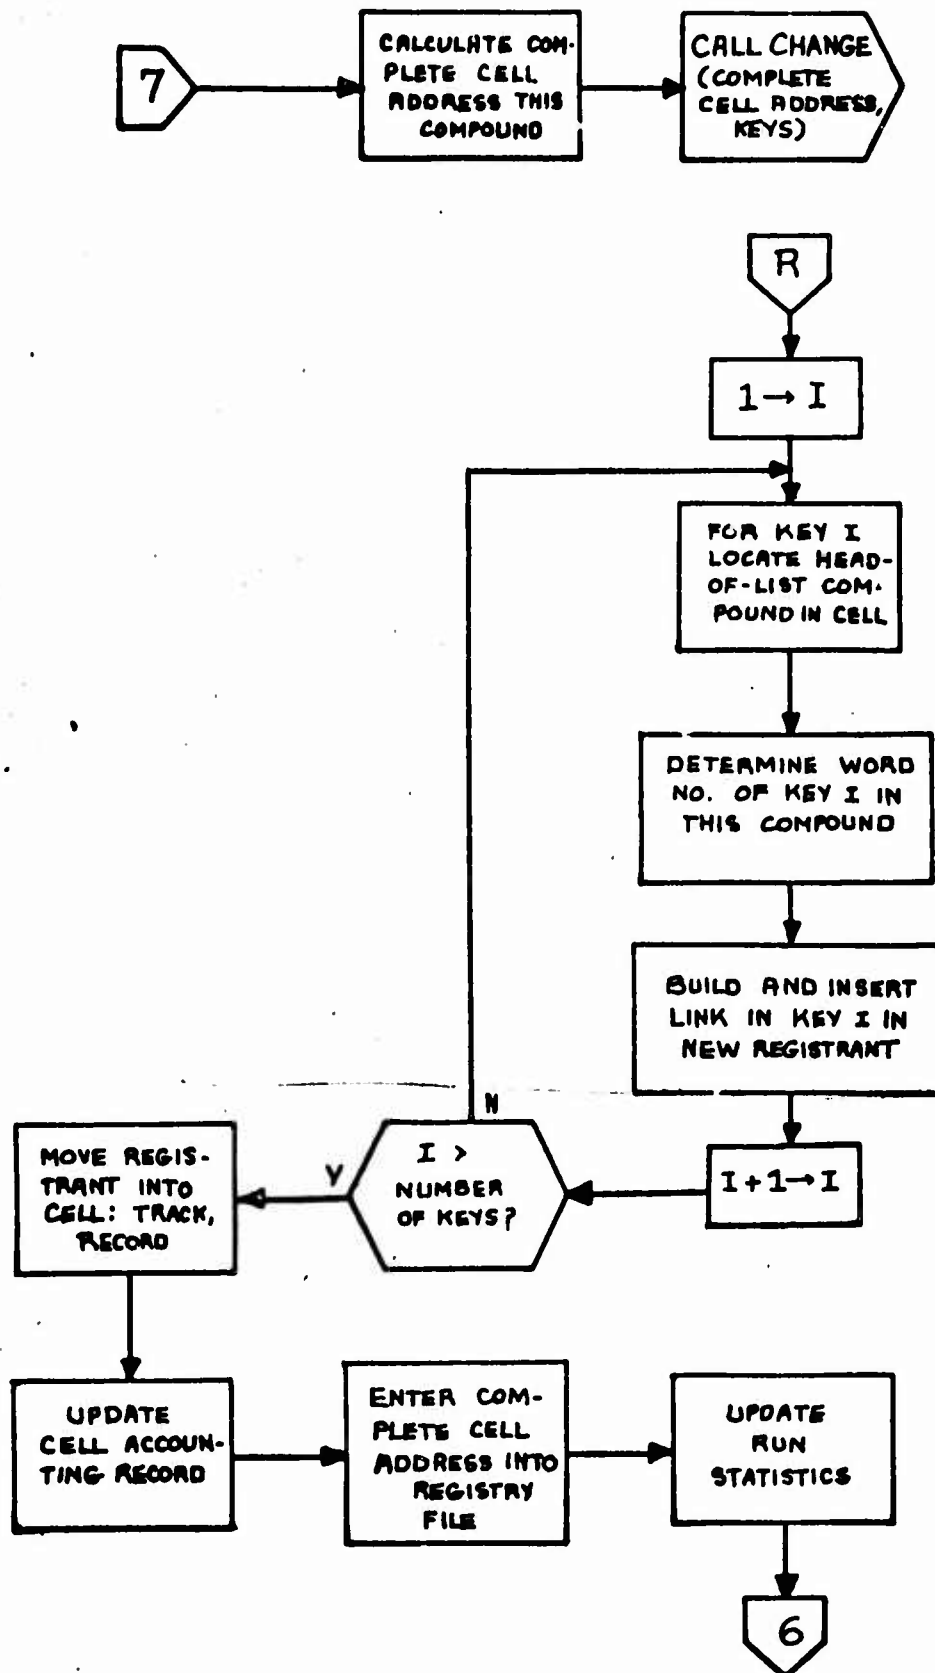 7
CALCULATE COM-
PLETE CELL
ADDRESS THIS
COMPOUND
CALL CHANGE
(COMPLETE
CELL ADDRESS,
KEYS)
R
1→ I
FOR KEY I
LOCATE HEAD-
OF-LIST COM-
POUND IN CELL
DETERMINE WORD
NO. OF KEY I IN
THIS COMPOUND
BUILD AND INSERT
LINK IN KEY I IN
NEW REGISTRANT
I+1→I
I >
NUMBER
OF KEYS?
N
Y
MOVE REGIS-
TRANT INTO
CELL: TRACK,
RECORD
UPDATE
CELL ACCOUN-
TING RECORD
ENTER COM-
PLETE CELL
ADDRESS INTO
REGISTRY
FILE
UPDATE
RUN
STATISTICS
6